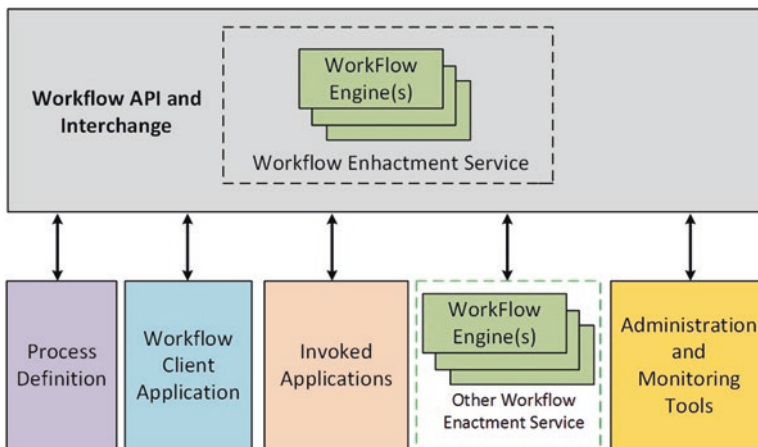 WorkFlow
Engine(s)
Workflow API and
Interchange
Workflow Enhactment Service
Process
Definition
Workflow
Client
Application
Invoked
Applications
WorkFlow
Engine(s)
Other Workflow
Enactment Service
Administration
and
Monitoring
Tools